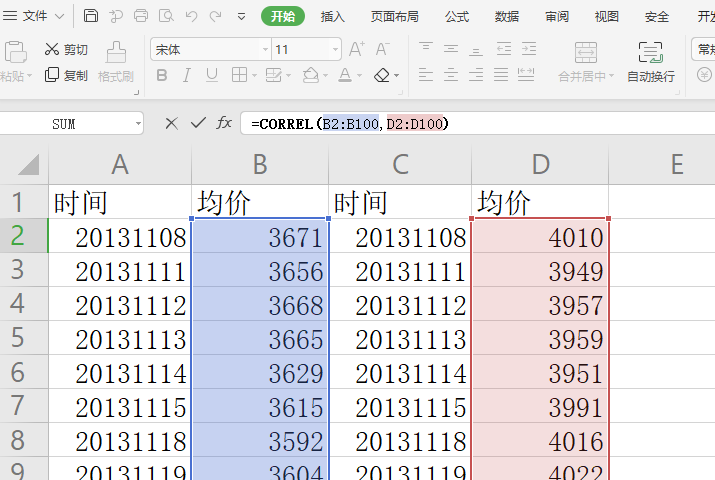 文件 开始 插入 页面布局 公式 数据 审阅 视图 安全 开
粘贴 剪切 复制 格式刷 宋体 11 A+ A- B I U A 合并居中 自动换行 常规
SUM fx =CORREL(B2:B100,D2:D100)
A B C D E
1 时间 均价 时间 均价
2 20131108 3671 20131108 4010
3 20131111 3656 20131111 3949
4 20131112 3668 20131112 3957
5 20131113 3665 20131113 3959
6 20131114 3629 20131114 3951
7 20131115 3615 20131115 3991
8 20131118 3592 20131118 4016
9 20131119 3604 20131119 4022